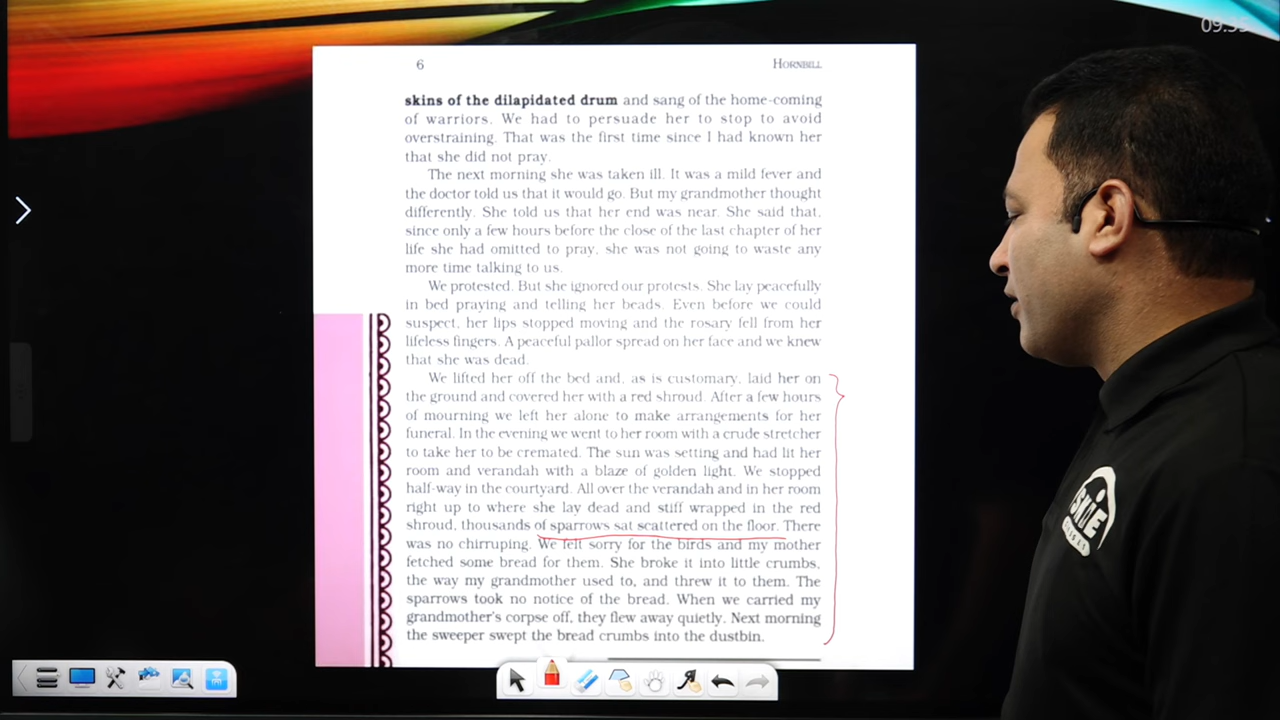 09:35
6 HORNBILL
skins of the dilapidated drum and sang of the home-coming
of warriors. We had to persuade her to stop to avoid
overstraining. That was the first time since I had known her
that she did not pray.
The next morning she was taken ill. It was a mild fever and
the doctor told us that it would go. But my grandmother thought
differently. She told us that her end was near. She said that,
since only a few hours before the close of the last chapter of her
life she had omitted to pray, she was not going to waste any
more time talking to us.
We protested. But she ignored our protests. She lay peacefully
in bed praying and telling her beads. Even before we could
suspect, her lips stopped moving and the rosary fell from her
lifeless fingers. A peaceful pallor spread on her face and we knew
that she was dead.
We lifted her off the bed and, as is customary, laid her on
the ground and covered her with a red shroud. After a few hours
of mourning we left her alone to make arrangements for her
funeral. In the evening we went to her room with a crude stretcher
to take her to be cremated. The sun was setting and had lit her
room and verandah with a blaze of golden light. We stopped
half-way in the courtyard. All over the verandah and in her room
right up to where she lay dead and stiff wrapped in the red
shroud, thousands of sparrows sat scattered on the floor. There
was no chirruping. We felt sorry for the birds and my mother
fetched some bread for them. She broke it into little crumbs,
the way my grandmother used to, and threw it to them. The
sparrows took no notice of the bread. When we carried my
grandmother's corpse off, they flew away quietly. Next morning
the sweeper swept the bread crumbs into the dustbin.